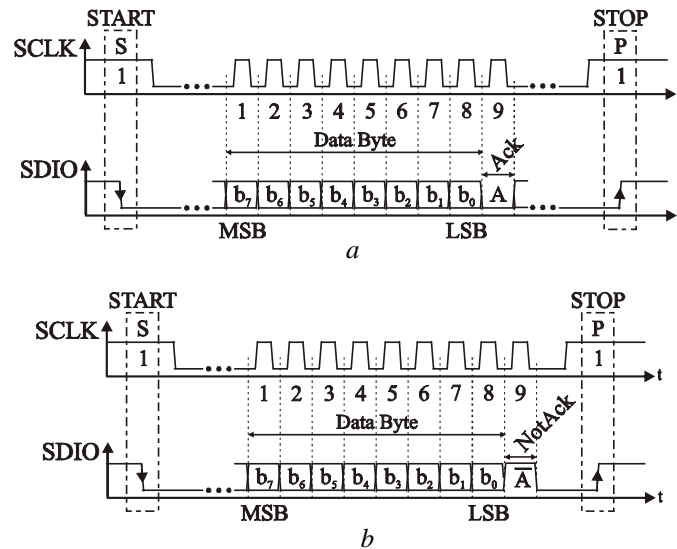 START STOP
SCLK S P
1 1
1 2 3 4 5 6 7 8 9
Data Byte
Ack
SDIO
b₇ b₆ b₅ b₄ b₃ b₂ b₁ b₀ A
MSB LSB
a
START STOP
SCLK S P
1 1
t
1 2 3 4 5 6 7 8 9
Data Byte
NotAck
SDIO
b₇ b₆ b₅ b₄ b₃ b₂ b₁ b₀ A̅
t
MSB LSB
b